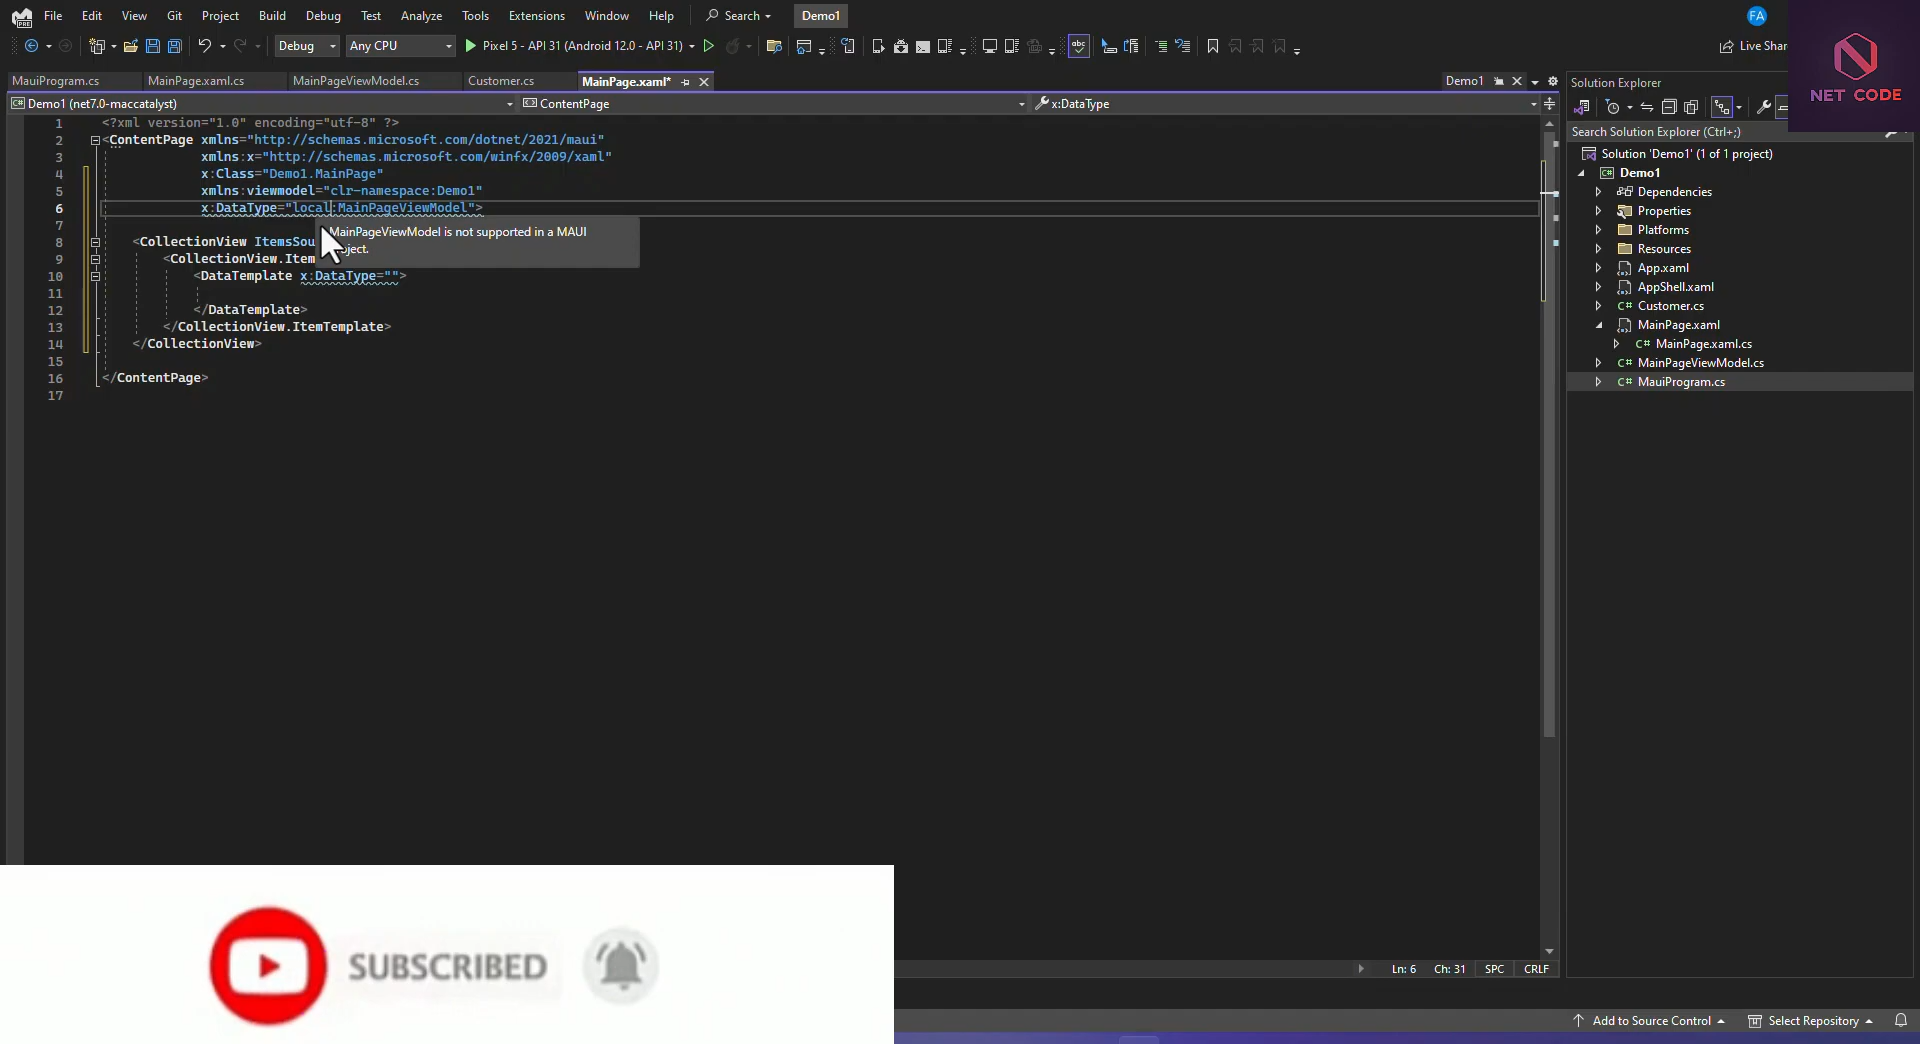 File Edit View Git Project Build Debug Test Analyze Tools Extensions Window Help Search Demo1 FA
Debug Any CPU Pixel 5 - API 31 (Android 12.0 - API 31) abc Live Shar
NET CODE
MauiProgram.cs MainPage.xaml.cs MainPageViewModel.cs Customer.cs MainPage.xaml* Demo1
Demo1 (net7.0-maccatalyst) ContentPage x:DataType
1 <?xml version="1.0" encoding="utf-8" ?>
2 <ContentPage xmlns="http://schemas.microsoft.com/dotnet/2021/maui"
3 xmlns:x="http://schemas.microsoft.com/winfx/2009/xaml"
4 x:Class="Demo1.MainPage"
5 xmlns:viewmodel="clr-namespace:Demo1"
6 x:DataType="local:MainPageViewModel">
7
8 <CollectionView ItemsSou
9 <CollectionView.Item
10 <DataTemplate x:DataType="">
11
12 </DataTemplate>
13 </CollectionView.ItemTemplate>
14 </CollectionView>
15
16 </ContentPage>
17
MainPageViewModel is not supported in a MAUI
Solution Explorer
Search Solution Explorer (Ctrl+;)
Solution 'Demo1' (1 of 1 project)
Demo1
Dependencies
Properties
Platforms
Resources
App.xaml
AppShell.xaml
C# Customer.cs
MainPage.xaml
C# MainPage.xaml.cs
C# MainPageViewModel.cs
C# MauiProgram.cs
SUBSCRIBED
Ln: 6 Ch: 31 SPC CRLF
Add to Source Control Select Repository